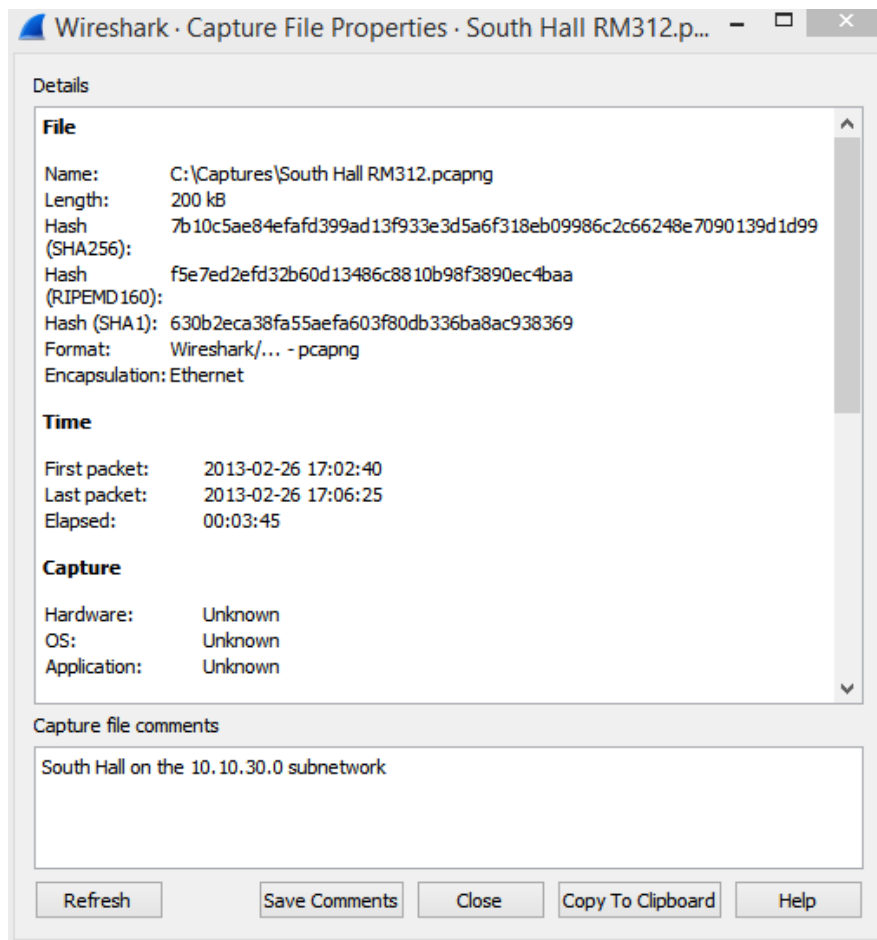 Wireshark · Capture File Properties · South Hall RM312.p...
Details
File
Name: C:\Captures\South Hall RM312.pcapng
Length: 200 kB
Hash (SHA256): 7b10c5ae84efafd399ad13f933e3d5a6f318eb09986c2c66248e7090139d1d99
Hash (RIPEMD160): f5e7ed2efd32b60d13486c8810b98f3890ec4baa
Hash (SHA1): 630b2eca38fa55aefa603f80db336ba8ac938369
Format: Wireshark/... - pcapng
Encapsulation: Ethernet
Time
First packet: 2013-02-26 17:02:40
Last packet: 2013-02-26 17:06:25
Elapsed: 00:03:45
Capture
Hardware: Unknown
OS: Unknown
Application: Unknown
Capture file comments
South Hall on the 10.10.30.0 subnetwork
Refresh Save Comments Close Copy To Clipboard Help